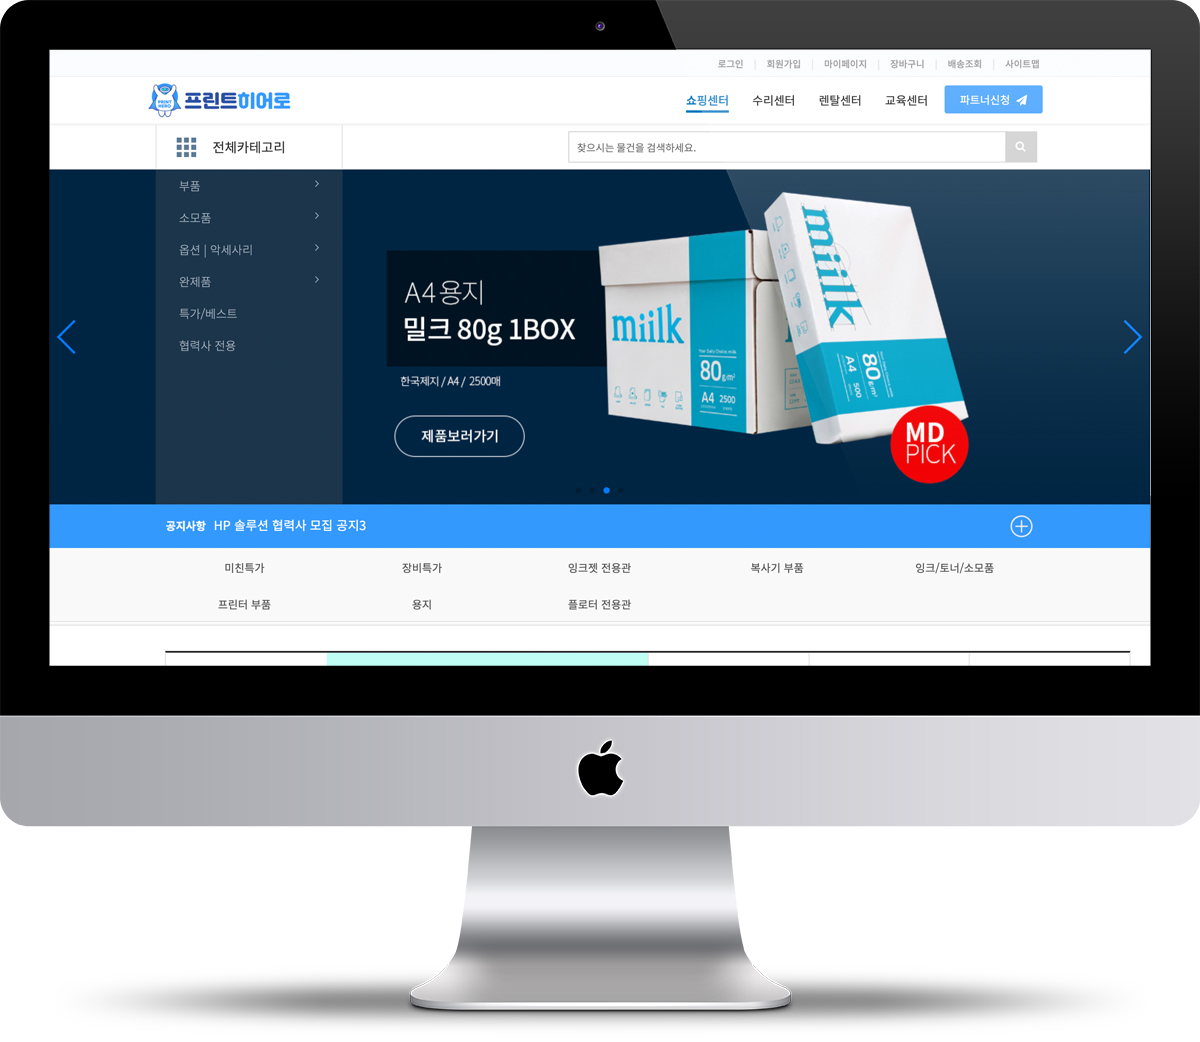 로그인 회원가입 마이페이지 장바구니 배송조회 사이트맵
PRINT HERO 프린트히어로
쇼핑센터 수리센터 렌탈센터 교육센터 파트너신청
전체카테고리
찾으시는 물건을 검색하세요.
부품
소모품
옵션 | 악세사리
완제품
특가/베스트
협력사 전용
A4 용지
밀크 80g 1BOX
한국제지 / A4 / 2500매
제품보러가기
miilk
80g/m²
A4 2500
miilk
80g/m²
A4 500
MD
PICK
공지사항 HP 솔루션 협력사 모집 공지3
미친특가 장비특가 잉크젯 전용관 복사기 부품 잉크/토너/소모품
프린터 부품 용지 플로터 전용관